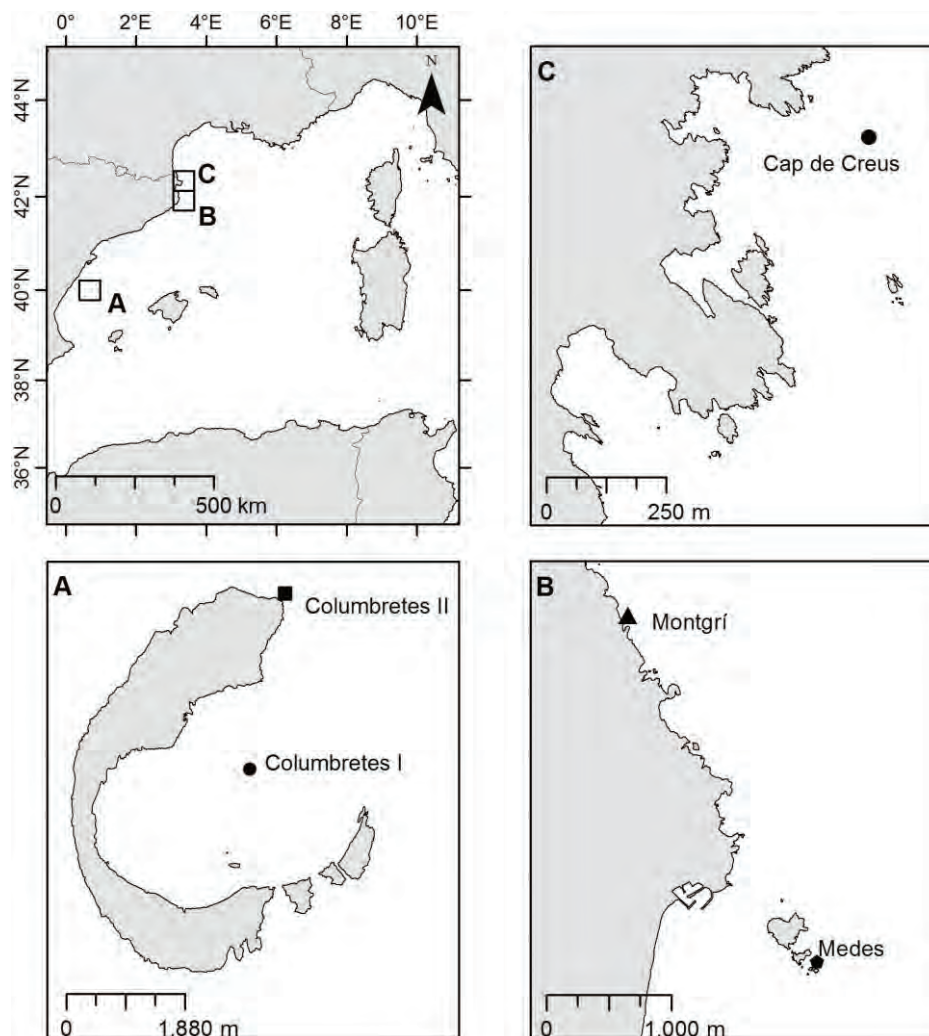 0° 2°E 4°E 6°E 8°E 10°E
44°N
42°N
40°N
38°N
36°N
N
C
B
A
0 500 km
C
Cap de Creus
0 250 m
A
Columbretes II
Columbretes I
0 1.880 m
B
Montgrí
Medes
0 1.000 m